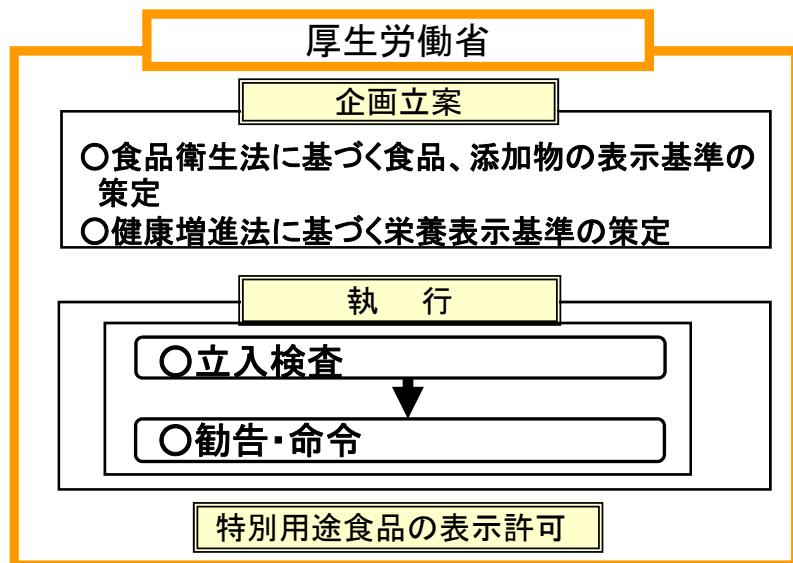 厚生労働省
企画立案
○食品衛生法に基づく食品、添加物の表示基準の
策定
○健康増進法に基づく栄養表示基準の策定
執　行
○立入検査
○勧告・命令
特別用途食品の表示許可